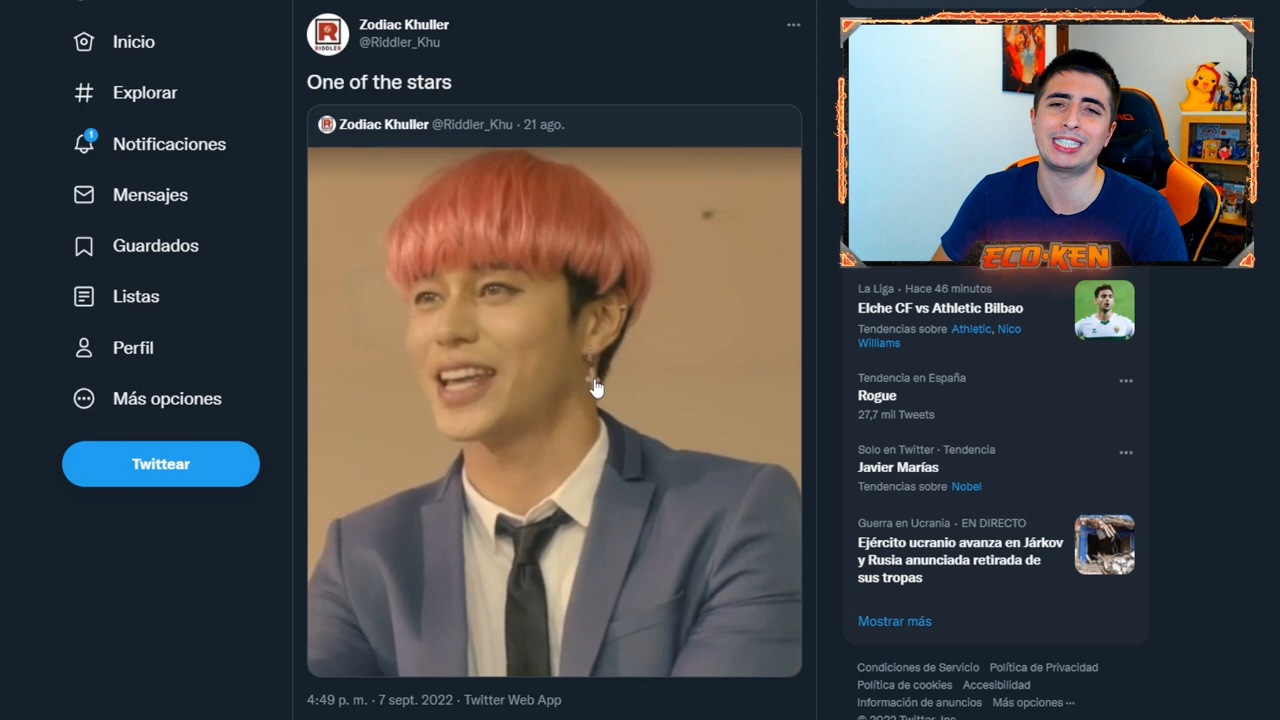 Inicio
Explorar
1
Notificaciones
Mensajes
Guardados
Listas
Perfil
Más opciones
Twittear
RIDDLER
Zodiac Khuller
@Riddler_Khu
One of the stars
Zodiac Khuller @Riddler_Khu · 21 ago.
4:49 p. m. · 7 sept. 2022 · Twitter Web App
ECO·KEN
La Liga · Hace 46 minutos
Elche CF vs Athletic Bilbao
Tendencias sobre Athletic, Nico
Williams
Tendencia en España
Rogue
27,7 mil Tweets
Solo en Twitter · Tendencia
Javier Marías
Tendencias sobre Nobel
Guerra en Ucrania · EN DIRECTO
Ejército ucranio avanza en Járkov
y Rusia anunciada retirada de
sus tropas
Mostrar más
Condiciones de Servicio Política de Privacidad
Política de cookies Accesibilidad
Información de anuncios Más opciones ···
© 2022 Twitter, Inc.